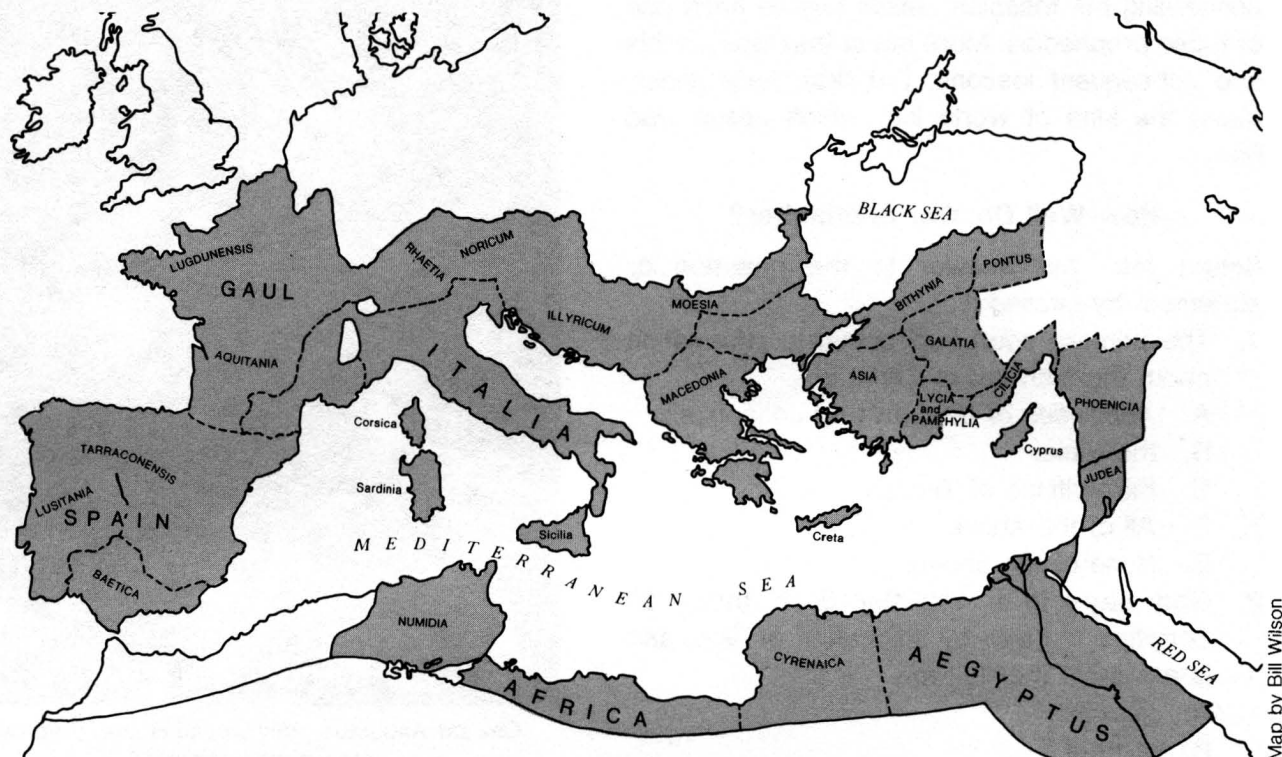 BLACK SEA
LUGDUNENSIS
GAUL
RHAETIA
NORICUM
PONTUS
BITHYNIA
MOESIA
ILLYRICUM
GALATIA
AQUITANIA
ITALIA
MACEDONIA
ASIA
LYCIA
and
PAMPHYLIA
CILICIA
PHOENICIA
Corsica
Cyprus
TARRACONENSIS
Sardinia
JUDEA
LUSITANIA
SPAIN
Sicilia
Creta
MEDITERRANEAN SEA
BAETICA
NUMIDIA
CYRENAICA
AEGYPTUS
RED SEA
AFRICA
Map by Bill Wilson